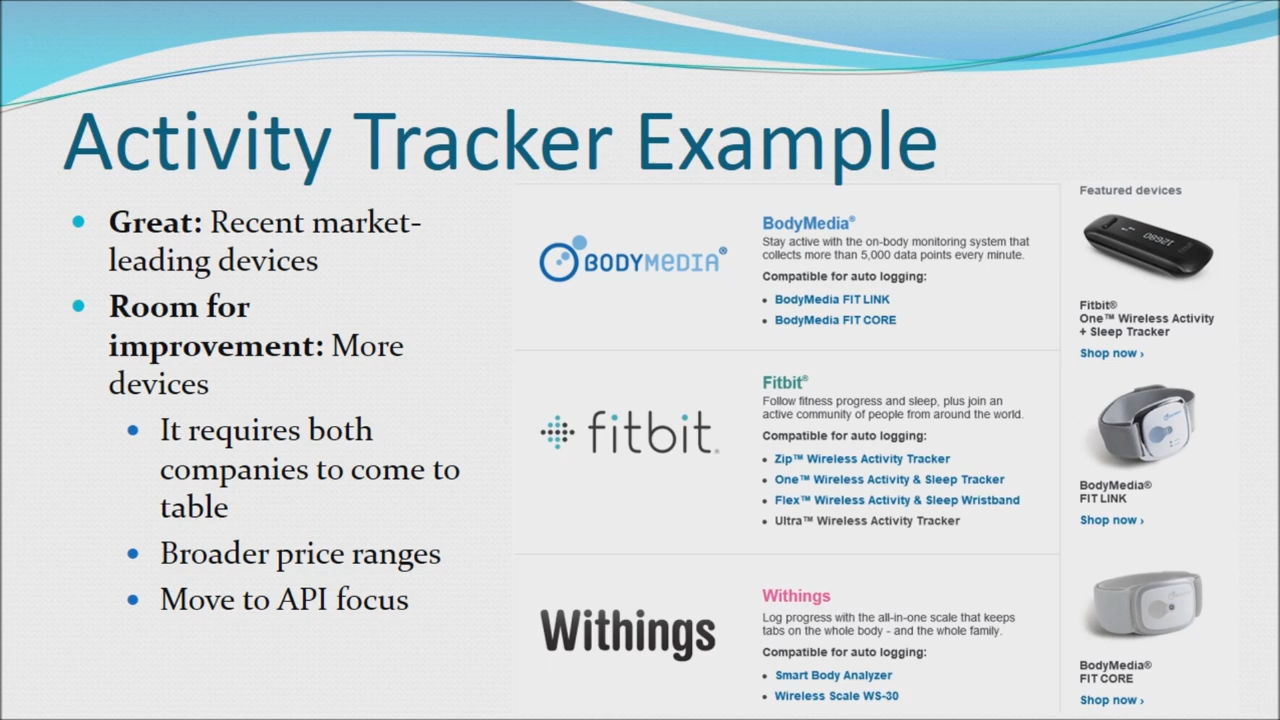 Activity Tracker Example
Great: Recent market-
leading devices
Room for
improvement: More
devices
It requires both
companies to come to
table
Broader price ranges
Move to API focus
BODYMEDIA®
BodyMedia®
Stay active with the on-body monitoring system that
collects more than 5,000 data points every minute.
Compatible for auto logging:
BodyMedia FIT LINK
BodyMedia FIT CORE
fitbit
Fitbit®
Follow fitness progress and sleep, plus join an
active community of people from around the world.
Compatible for auto logging:
Zip™ Wireless Activity Tracker
One™ Wireless Activity & Sleep Tracker
Flex™ Wireless Activity & Sleep Wristband
Ultra™ Wireless Activity Tracker
Withings
Withings
Log progress with the all-in-one scale that keeps
tabs on the whole body - and the whole family.
Compatible for auto logging:
Smart Body Analyzer
Wireless Scale WS-30
Featured devices
Fitbit®
One™ Wireless Activity
+ Sleep Tracker
Shop now ›
BodyMedia®
FIT LINK
Shop now ›
BodyMedia®
FIT CORE
Shop now ›